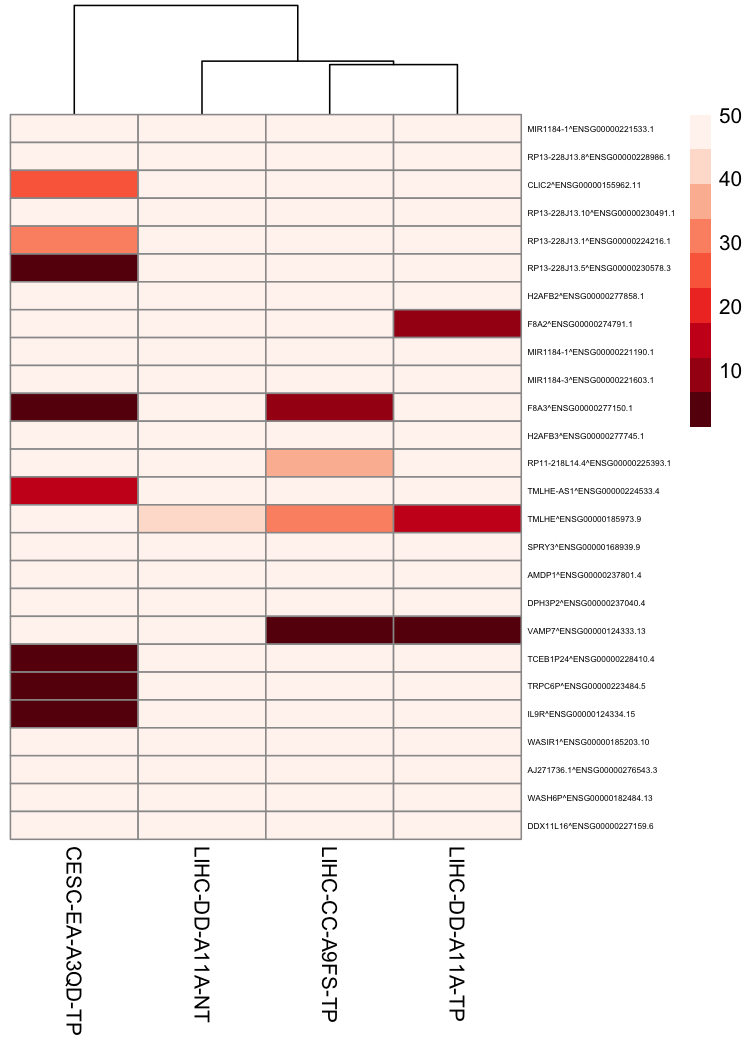 MIR1184-1^ENSG00000221533.1
RP13-228J13.8^ENSG00000228986.1
CLIC2^ENSG00000155962.11
RP13-228J13.10^ENSG00000230491.1
RP13-228J13.1^ENSG00000224216.1
RP13-228J13.5^ENSG00000230578.3
H2AFB2^ENSG00000277858.1
F8A2^ENSG00000274791.1
MIR1184-1^ENSG00000221190.1
MIR1184-3^ENSG00000221603.1
F8A3^ENSG00000277150.1
H2AFB3^ENSG00000277745.1
RP11-218L14.4^ENSG00000225393.1
TMLHE-AS1^ENSG00000224533.4
TMLHE^ENSG00000185973.9
SPRY3^ENSG00000168939.9
AMDP1^ENSG00000237801.4
DPH3P2^ENSG00000237040.4
VAMP7^ENSG00000124333.13
TCEB1P24^ENSG00000228410.4
TRPC6P^ENSG00000223484.5
IL9R^ENSG00000124334.15
WASIR1^ENSG00000185203.10
AJ271736.1^ENSG00000276543.3
WASH6P^ENSG00000182484.13
DDX11L16^ENSG00000227159.6
50
40
30
20
10
CESC-EA-A3QD-TP
LIHC-DD-A11A-NT
LIHC-CC-A9FS-TP
LIHC-DD-A11A-TP